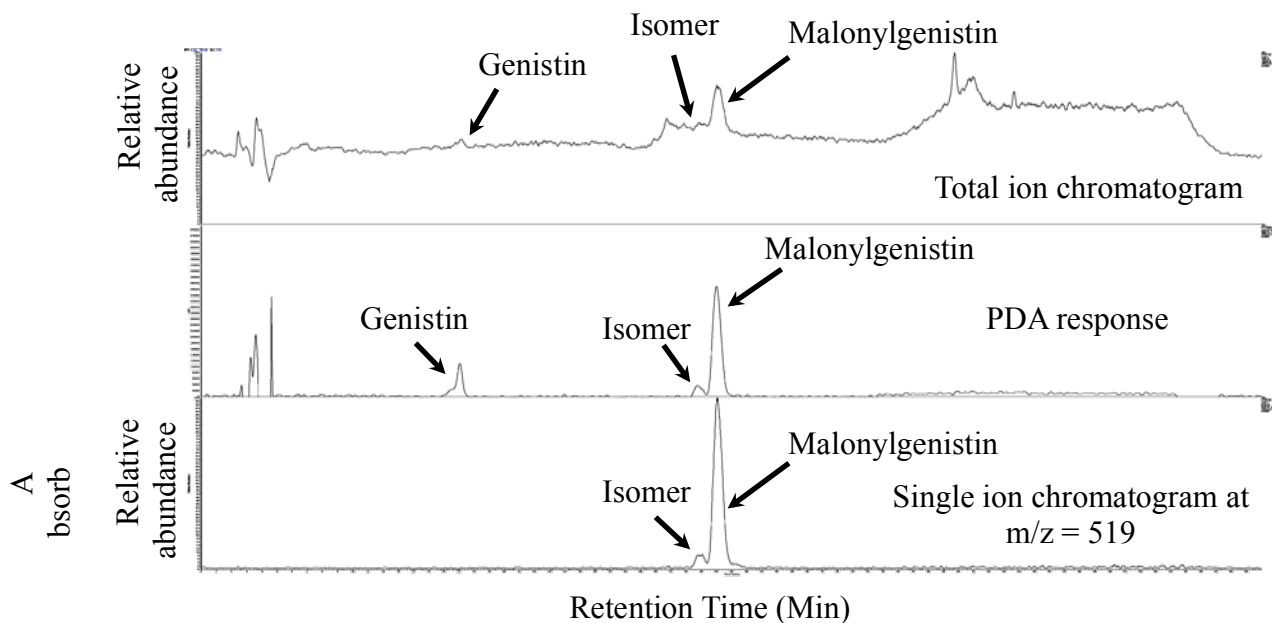 Isomer
Malonylgenistin
Genistin
Relative
abundance
Total ion chromatogram
Malonylgenistin
Genistin
Isomer
PDA response
A
bsorb
Relative
abundance
Malonylgenistin
Isomer
Single ion chromatogram at
m/z = 519
Retention Time (Min)